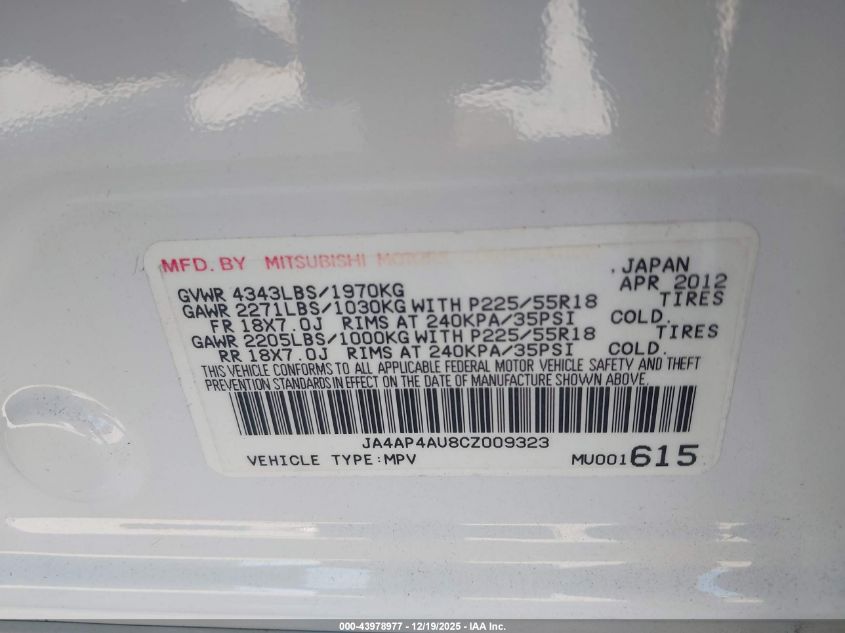 MFD. BY MITSUBISHI MOTORS CORPORATION , JAPAN
GVWR 4343LBS/1970KG APR 2012
GAWR 2271LBS/1030KG WITH P225/55R18 TIRES
FR 18X7.0J RIMS AT 240KPA/35PSI COLD.
GAWR 2205LBS/1000KG WITH P225/55R18 TIRES
RR 18X7.0J RIMS AT 240KPA/35PSI COLD.
THIS VEHICLE CONFORMS TO ALL APPLICABLE FEDERAL MOTOR VEHICLE SAFETY AND THEFT
PREVENTION STANDARDS IN EFFECT ON THE DATE OF MANUFACTURE SHOWN ABOVE.
JA4AP4AU8CZ009323
VEHICLE TYPE:MPV MU001615
000-43978977 - 12/19/2025 - IAA Inc.